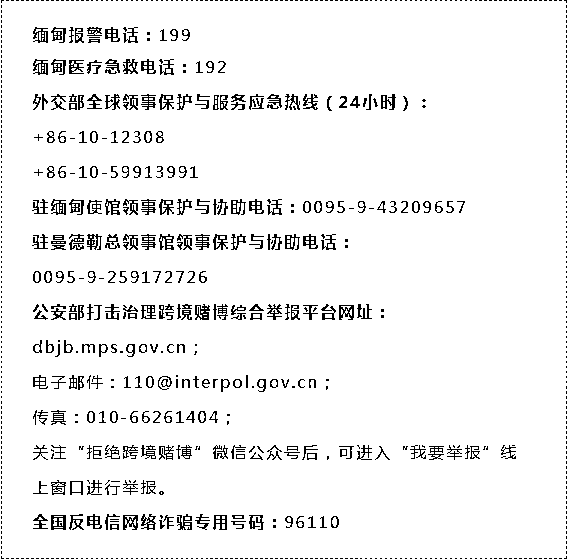 缅甸报警电话：199
缅甸医疗急救电话：192
外交部全球领事保护与服务应急热线（24小时）：
+86-10-12308
+86-10-59913991
驻缅甸使馆领事保护与协助电话：0095-9-43209657
驻曼德勒总领事馆领事保护与协助电话：
0095-9-259172726
公安部打击治理跨境赌博综合举报平台网址：
dbjb.mps.gov.cn；
电子邮件：110@interpol.gov.cn；
传真：010-66261404；
关注“拒绝跨境赌博”微信公众号后，可进入“我要举报”线
上窗口进行举报。
全国反电信网络诈骗专用号码：96110